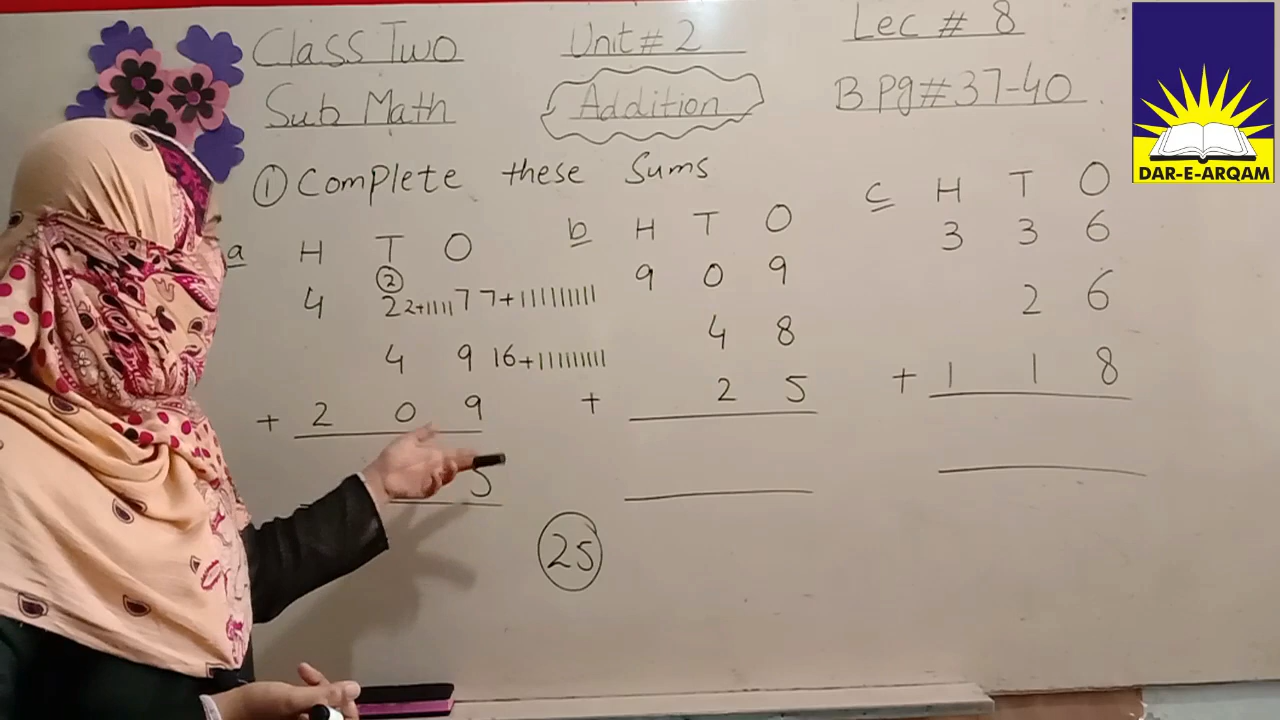 Class Two Unit # 2 Lec # 8
Sub Math Addition B Pg # 37-40
DAR-E-ARQAM
① Complete these Sums
a H T O
②
4 2 2+|||| 7 7+|||||||||
4 9 16+|||||||||
+ 2 0 9
5
b H T O
9 0 9
4 8
+ 2 5
25
c H T O
3 3 6
2 6
+ 1 1 8